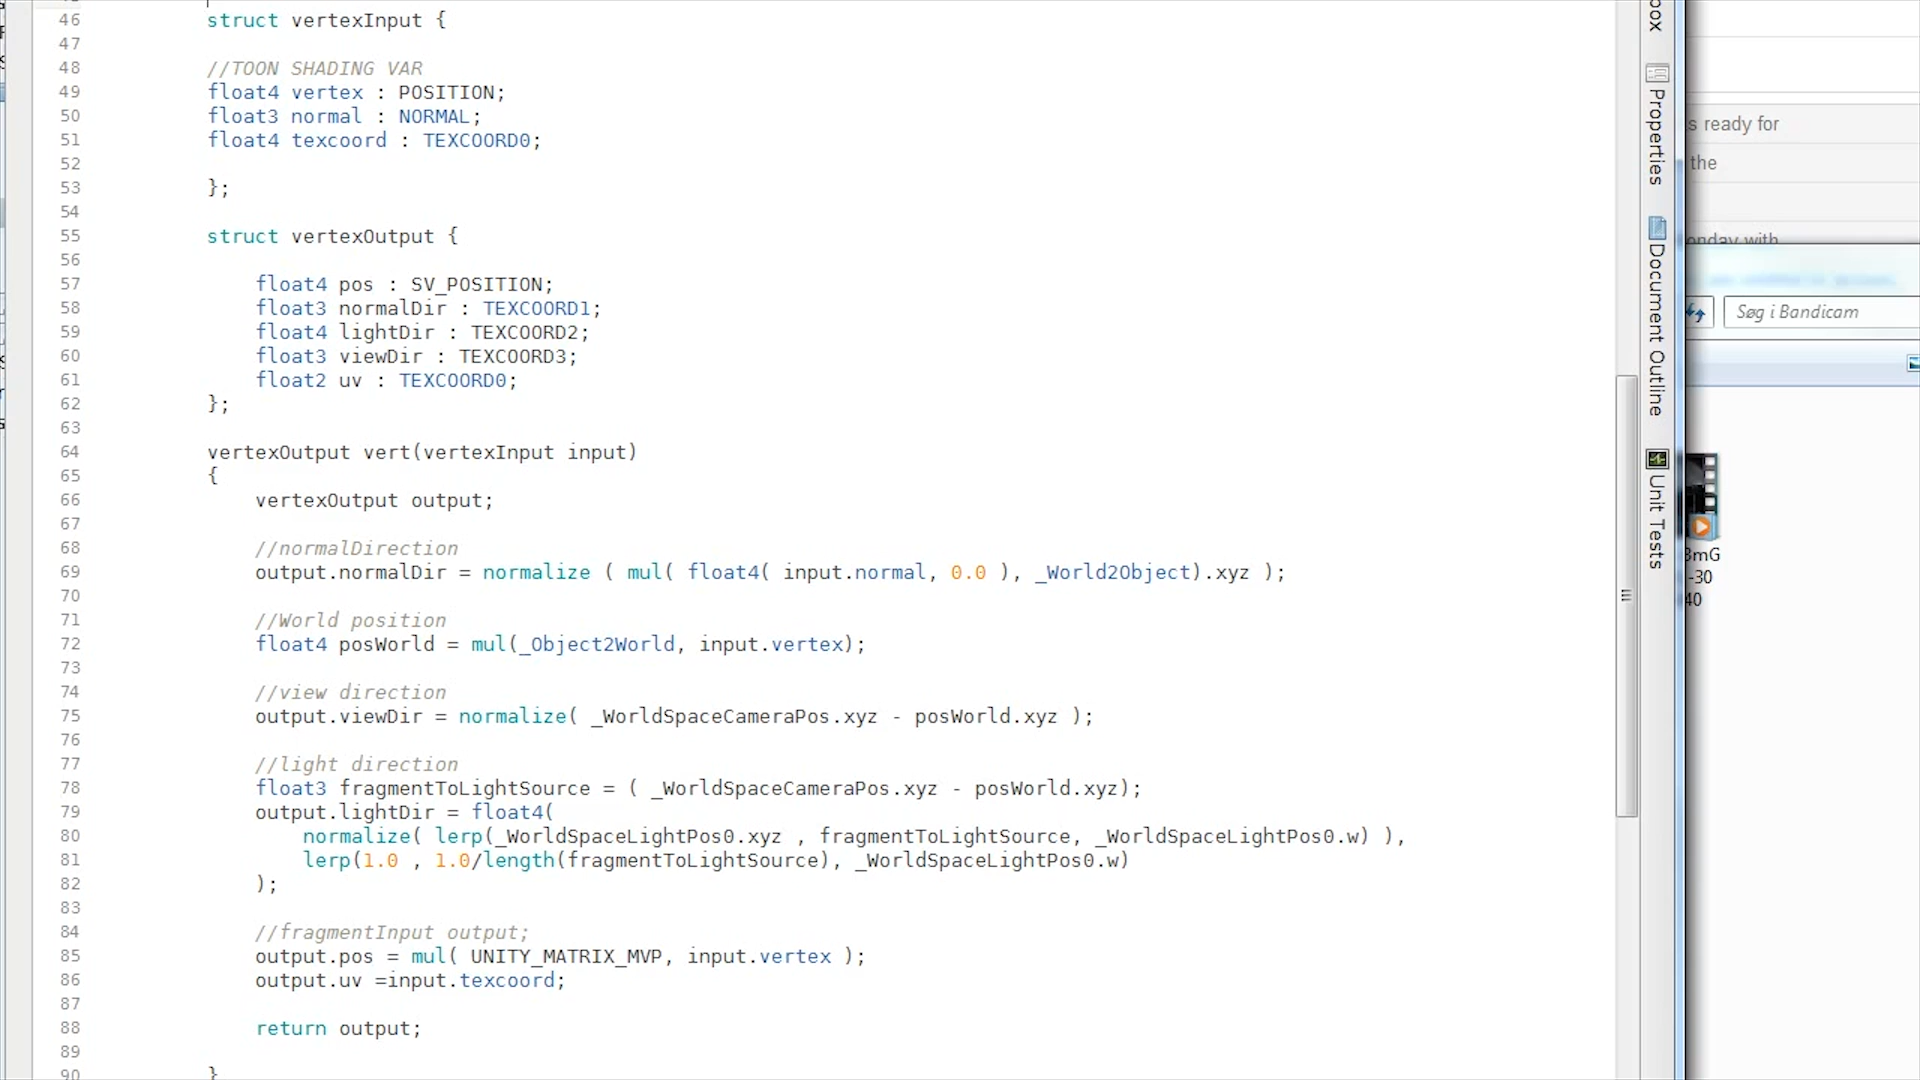 46 struct vertexInput {
47
48 //TOON SHADING VAR
49 float4 vertex : POSITION;
50 float3 normal : NORMAL;
51 float4 texcoord : TEXCOORD0;
52
53 };
54
55 struct vertexOutput {
56
57 float4 pos : SV_POSITION;
58 float3 normalDir : TEXCOORD1;
59 float4 lightDir : TEXCOORD2;
60 float3 viewDir : TEXCOORD3;
61 float2 uv : TEXCOORD0;
62 };
63
64 vertexOutput vert(vertexInput input)
65 {
66 vertexOutput output;
67
68 //normalDirection
69 output.normalDir = normalize ( mul( float4( input.normal, 0.0 ), _World2Object).xyz );
70
71 //World position
72 float4 posWorld = mul(_Object2World, input.vertex);
73
74 //view direction
75 output.viewDir = normalize( _WorldSpaceCameraPos.xyz - posWorld.xyz );
76
77 //light direction
78 float3 fragmentToLightSource = ( _WorldSpaceCameraPos.xyz - posWorld.xyz);
79 output.lightDir = float4(
80 normalize( lerp(_WorldSpaceLightPos0.xyz , fragmentToLightSource, _WorldSpaceLightPos0.w) ),
81 lerp(1.0 , 1.0/length(fragmentToLightSource), _WorldSpaceLightPos0.w)
82 );
83
84 //fragmentInput output;
85 output.pos = mul( UNITY_MATRIX_MVP, input.vertex );
86 output.uv =input.texcoord;
87
88 return output;
89
90 }
box
Properties
Document Outline
Unit Tests
s ready for
the
onday with
Søg i Bandicam
3mG
-30
40